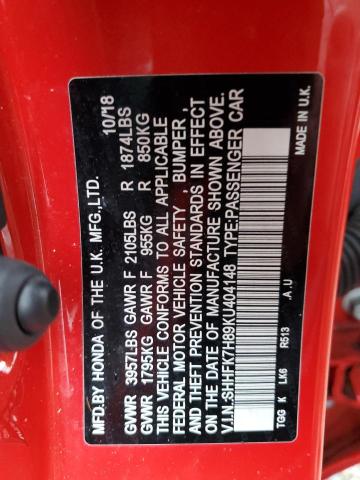 MFD.BY HONDA OF THE U.K. MFG.,LTD. 10/18
GVWR 3957LBS GAWR F 2105LBS R 1874LBS
GVWR 1795KG GAWR F 955KG R 850KG
THIS VEHICLE CONFORMS TO ALL APPLICABLE
FEDERAL MOTOR VEHICLE SAFETY , BUMPER,
AND THEFT PREVENTION STANDARDS IN EFFECT
ON THE DATE OF MANUFACTURE SHOWN ABOVE.
V.I.N.:SHHFK7H89KU404148 TYPE:PASSENGER CAR
TGG K LK6 R513 .A .U MADE IN U.K.